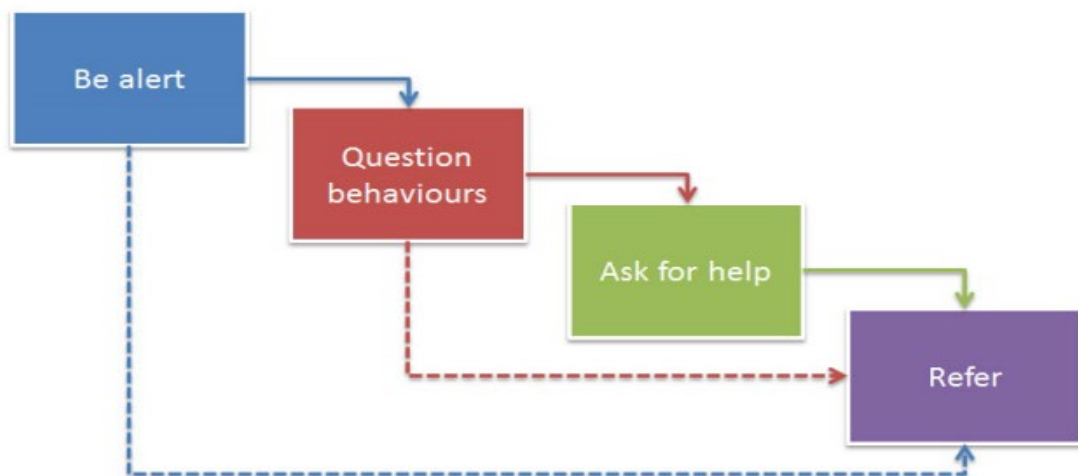 Be alert
Question
behaviours
Ask for help
Refer